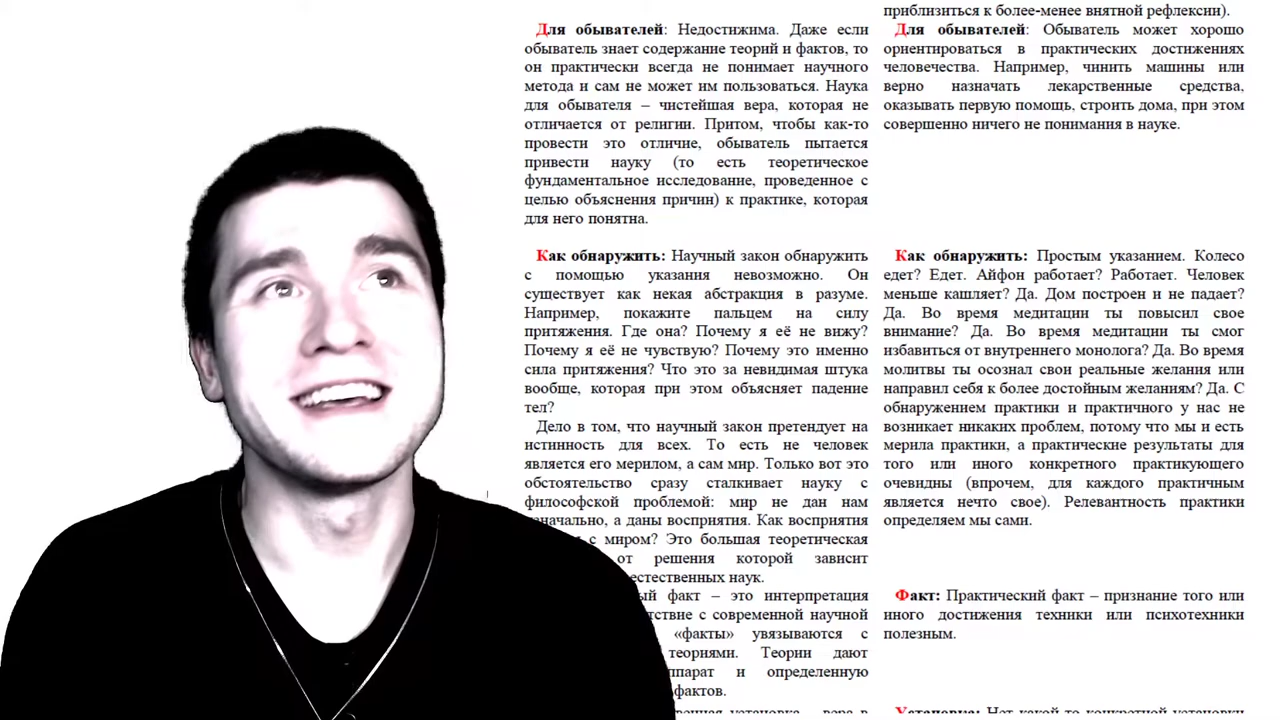 Для обывателей: Недостижима. Даже если
обыватель знает содержание теорий и фактов, то
он практически всегда не понимает научного
метода и сам не может им пользоваться. Наука
для обывателя – чистейшая вера, которая не
отличается от религии. Притом, чтобы как-то
провести это отличие, обыватель пытается
привести науку (то есть теоретическое
фундаментальное исследование, проведенное с
целью объяснения причин) к практике, которая
для него понятна.
Как обнаружить: Научный закон обнаружить
с помощью указания невозможно. Он
существует как некая абстракция в разуме.
Например, покажите пальцем на силу
притяжения. Где она? Почему я её не вижу?
Почему я её не чувствую? Почему это именно
сила притяжения? Что это за невидимая штука
вообще, которая при этом объясняет падение
тел?
Дело в том, что научный закон претендует на
истинность для всех. То есть не человек
является его мерилом, а сам мир. Только вот это
обстоятельство сразу сталкивает науку с
философской проблемой: мир не дан нам
а даны восприятия. Как восприятия
с миром? Это большая теоретическая
от решения которой зависит
естественных наук.
факт – это интерпретация
с современной научной
«факты» увязываются с
теориями. Теории дают
и определенную
фактов.
вера в
приблизиться к более-менее внятной рефлексии).
Для обывателей: Обыватель может хорошо
ориентироваться в практических достижениях
человечества. Например, чинить машины или
верно назначать лекарственные средства,
оказывать первую помощь, строить дома, при этом
совершенно ничего не понимания в науке.
Как обнаружить: Простым указанием. Колесо
едет? Едет. Айфон работает? Работает. Человек
меньше кашляет? Да. Дом построен и не падает?
Да. Во время медитации ты повысил свое
внимание? Да. Во время медитации ты смог
избавиться от внутреннего монолога? Да. Во время
молитвы ты осознал свои реальные желания или
направил себя к более достойным желаниям? Да. С
обнаружением практики и практичного у нас не
возникает никаких проблем, потому что мы и есть
мерила практики, а практические результаты для
того или иного конкретного практикующего
очевидны (впрочем, для каждого практичным
является нечто свое). Релевантность практики
определяем мы сами.
Факт: Практический факт – признание того или
иного достижения техники или психотехники
полезным.
Установка: Нет какой-то конкретной установки